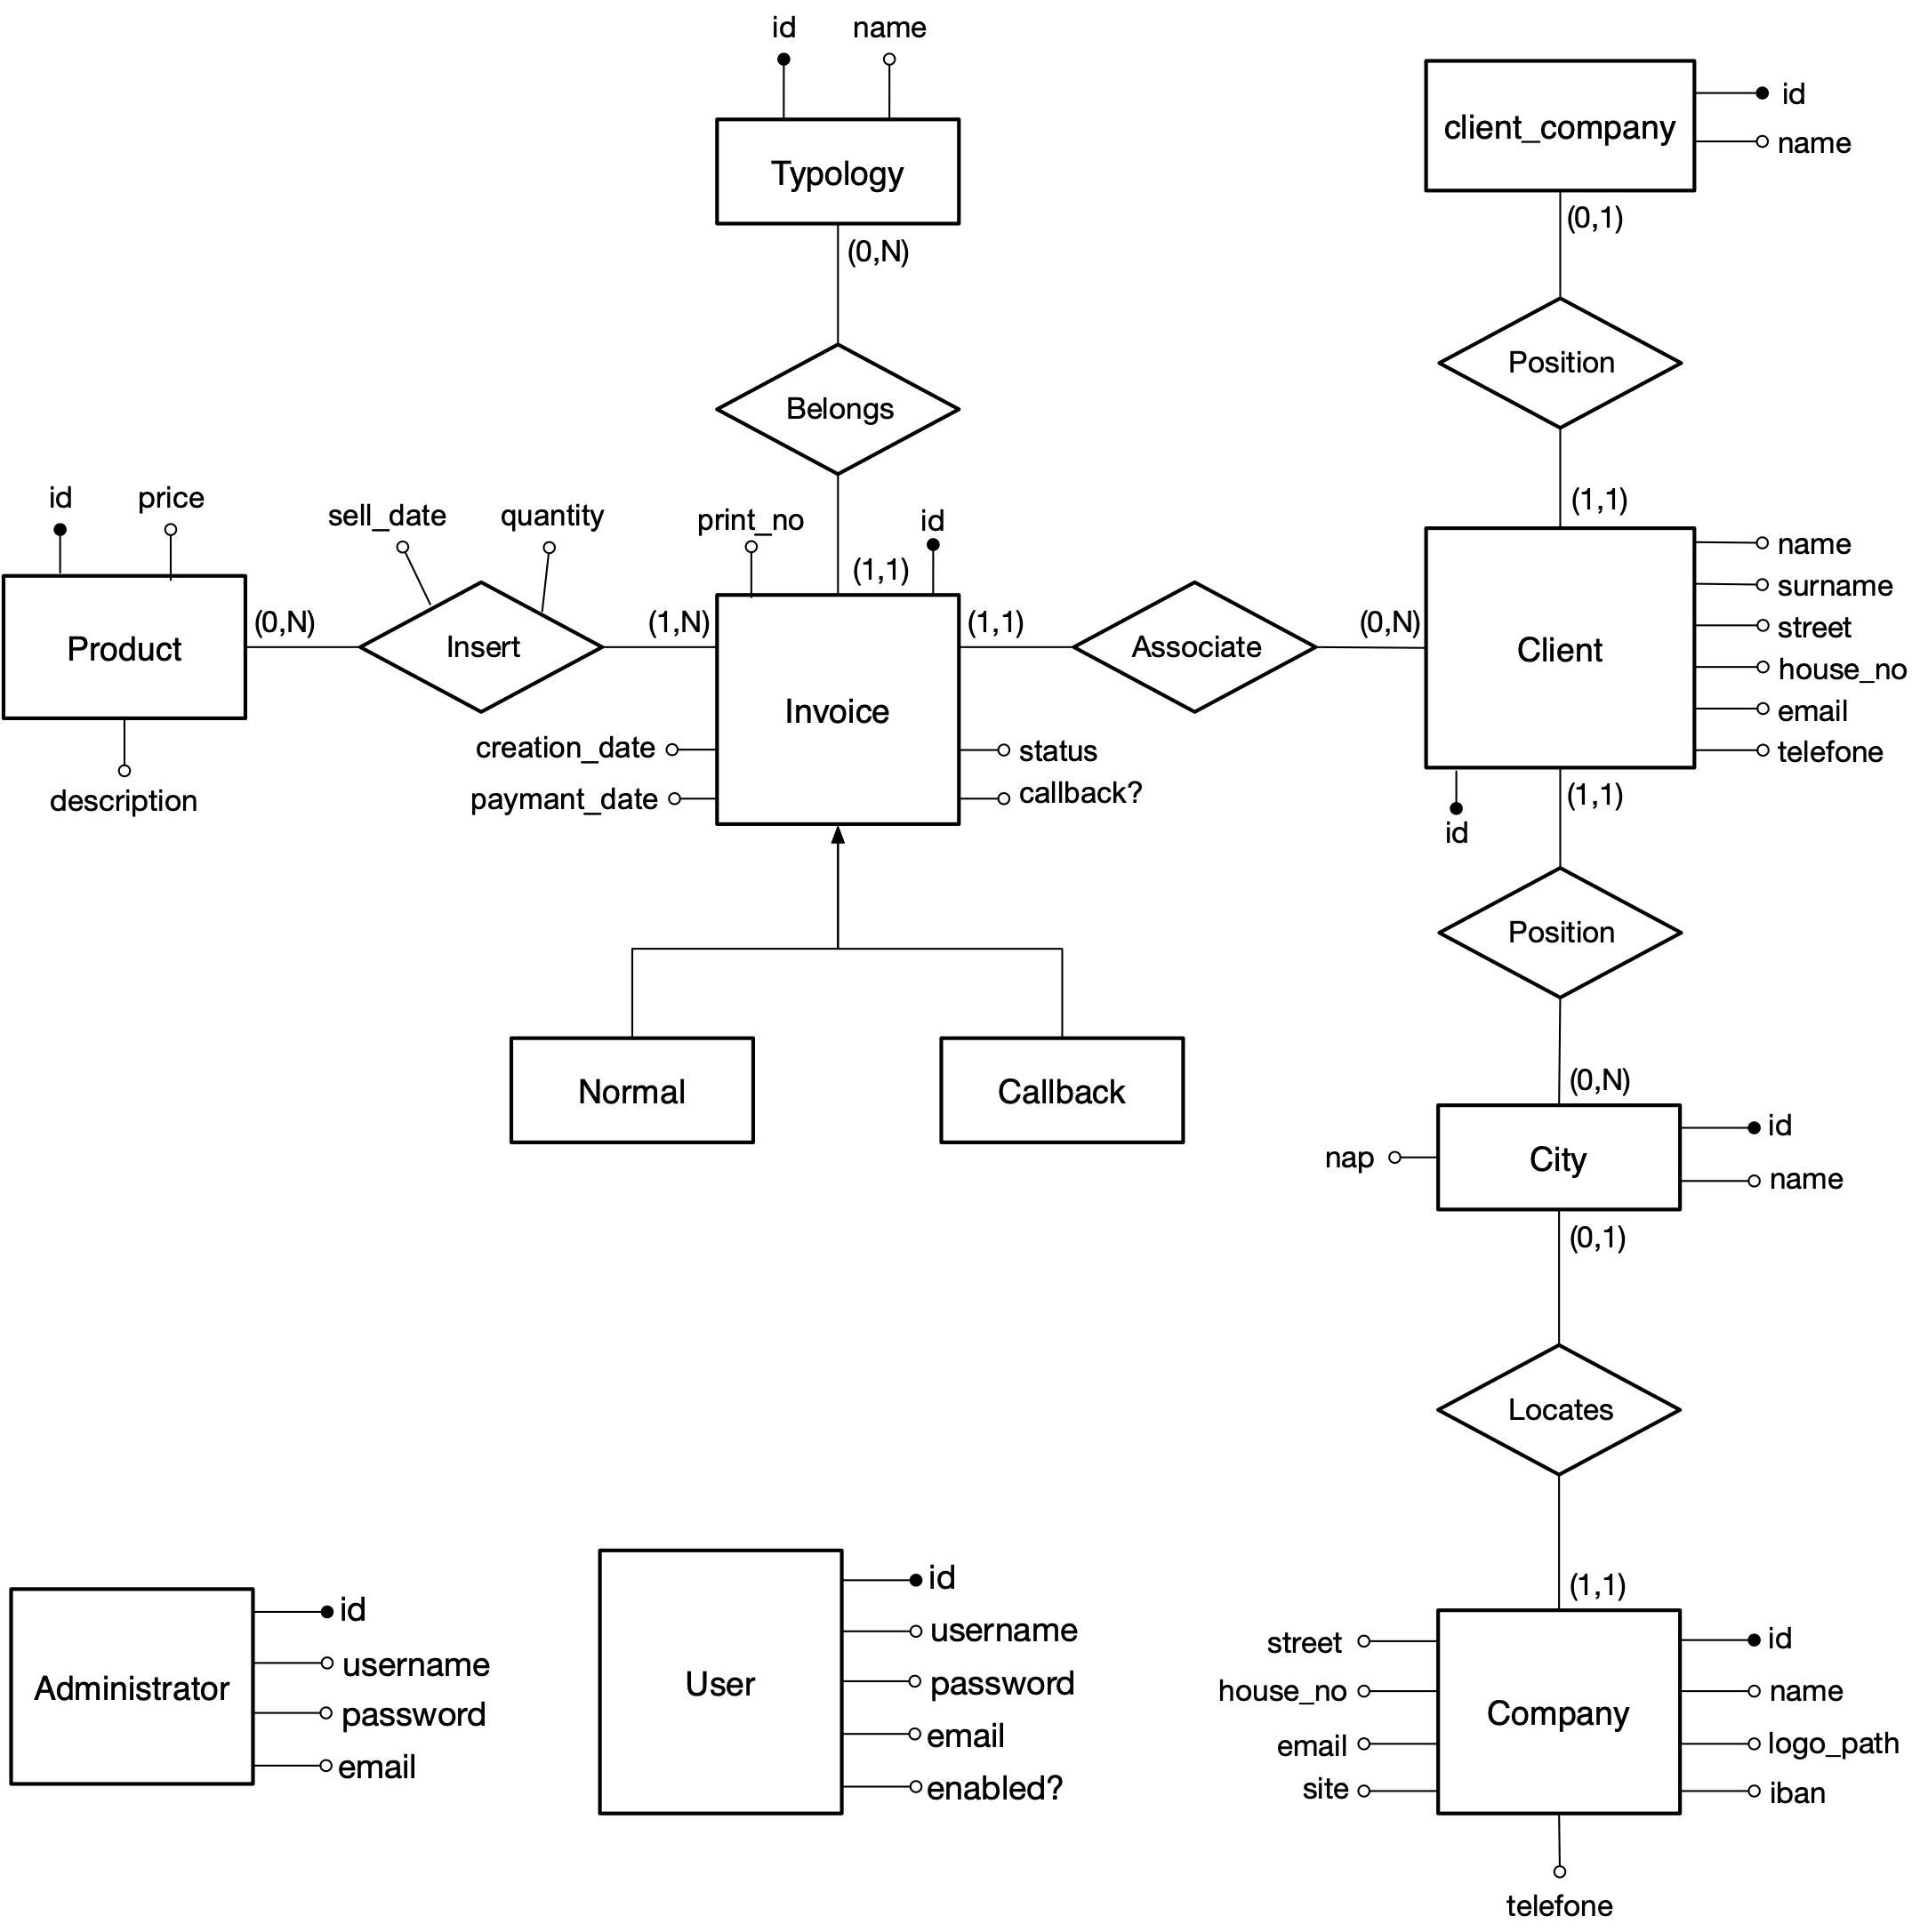 id name
Typology
(0,N)
Belongs
(1,1)
client_company
id
name
(0,1)
Position
(1,1)
id price
Product
description
(0,N)
sell_date quantity
Insert
(1,N)
print_no id
Invoice
creation_date
paymant_date
status
callback?
(1,1)
Associate
(0,N)
Client
name
surname
street
house_no
email
telefone
id
(1,1)
Position
(0,N)
Normal
Callback
nap
City
id
name
(0,1)
Locates
(1,1)
Administrator
id
username
password
email
User
id
username
password
email
enabled?
street
house_no
email
site
Company
id
name
logo_path
iban
telefone